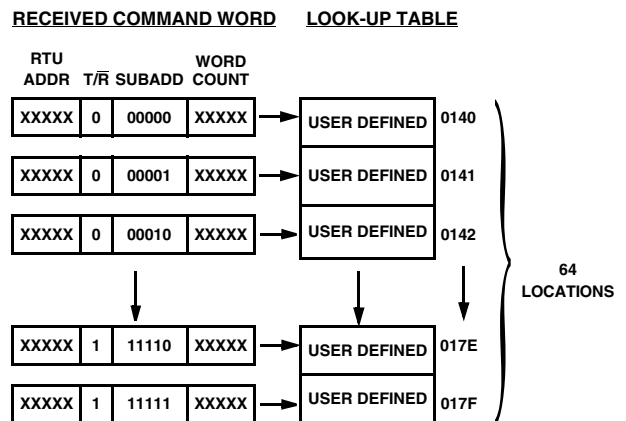 RECEIVED COMMAND WORD LOOK-UP TABLE
RTU ADDR T/R̅ SUBADD WORD COUNT
XXXXX 0 00000 XXXXX USER DEFINED 0140
XXXXX 0 00001 XXXXX USER DEFINED 0141
XXXXX 0 00010 XXXXX USER DEFINED 0142
64 LOCATIONS
XXXXX 1 11110 XXXXX USER DEFINED 017E
XXXXX 1 11111 XXXXX USER DEFINED 017F